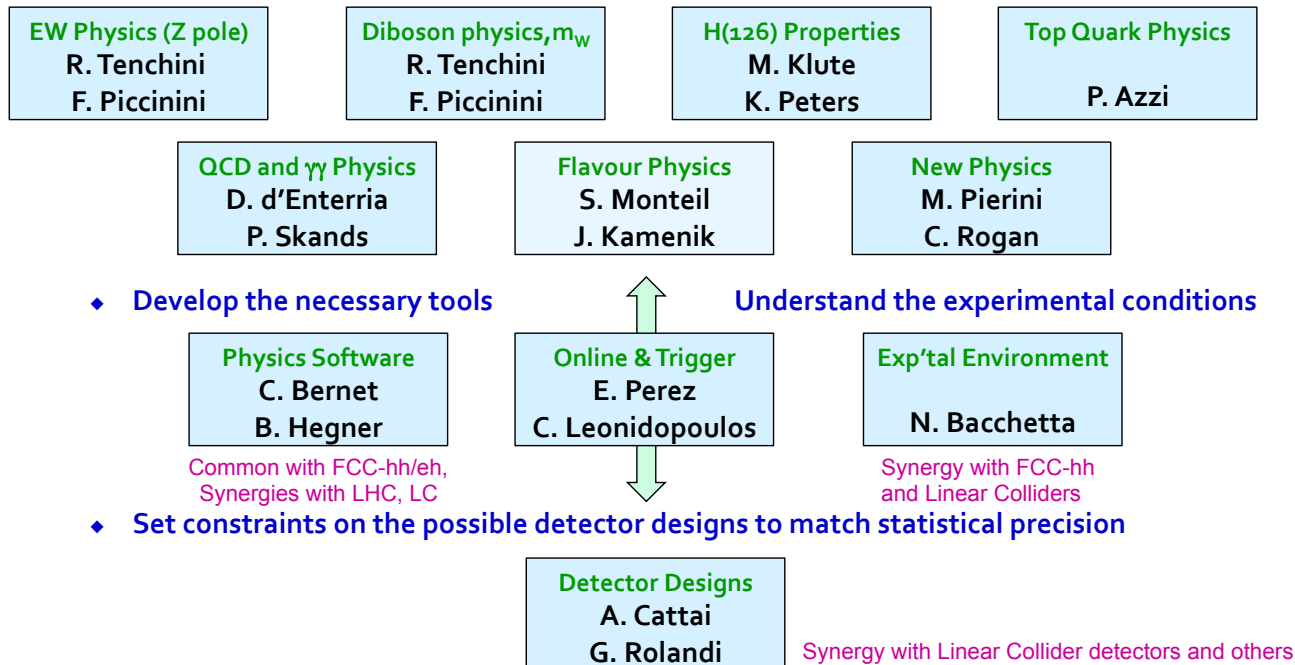 EW Physics (Z pole)
R. Tenchini
F. Piccinini
Diboson physics,mW
R. Tenchini
F. Piccinini
H(126) Properties
M. Klute
K. Peters
Top Quark Physics
P. Azzi
QCD and γγ Physics
D. d'Enterria
P. Skands
Flavour Physics
S. Monteil
J. Kamenik
New Physics
M. Pierini
C. Rogan
◆ Develop the necessary tools
Understand the experimental conditions
Physics Software
C. Bernet
B. Hegner
Common with FCC-hh/eh,
Synergies with LHC, LC
Online & Trigger
E. Perez
C. Leonidopoulos
Exp'tal Environment
N. Bacchetta
Synergy with FCC-hh
and Linear Colliders
◆ Set constraints on the possible detector designs to match statistical precision
Detector Designs
A. Cattai
G. Rolandi
Synergy with Linear Collider detectors and others